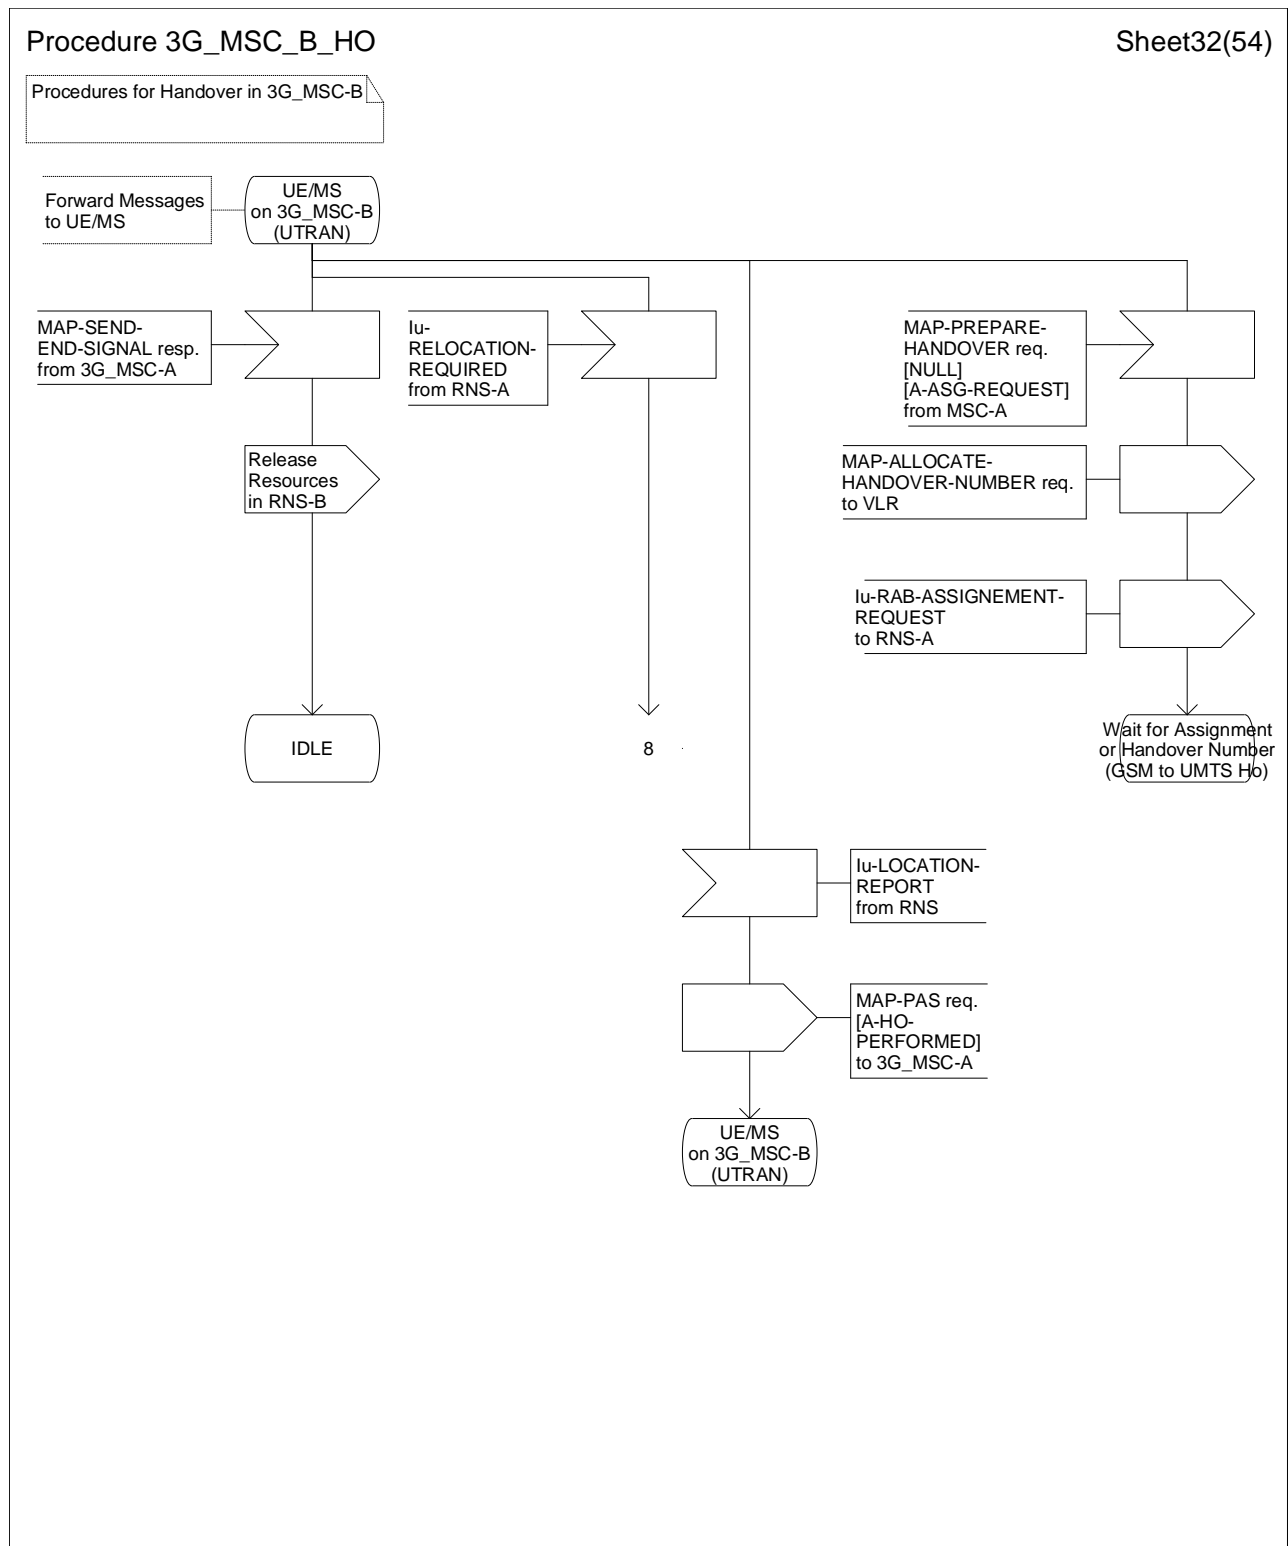 Procedure 3G_MSC_B_HO
Sheet32(54)
Procedures for Handover in 3G_MSC-B
Forward Messages
to UE/MS
UE/MS
on 3G_MSC-B
(UTRAN)
MAP-SEND-
END-SIGNAL resp.
from 3G_MSC-A
Iu-
RELOCATION-
REQUIRED
from RNS-A
MAP-PREPARE-
HANDOVER req.
[NULL]
[A-ASG-REQUEST]
from MSC-A
Release
Resources
in RNS-B
MAP-ALLOCATE-
HANDOVER-NUMBER req.
to VLR
Iu-RAB-ASSIGNEMENT-
REQUEST
to RNS-A
IDLE
8
Wait for Assignment
or Handover Number
(GSM to UMTS Ho)
Iu-LOCATION-
REPORT
from RNS
MAP-PAS req.
[A-HO-
PERFORMED]
to 3G_MSC-A
UE/MS
on 3G_MSC-B
(UTRAN)